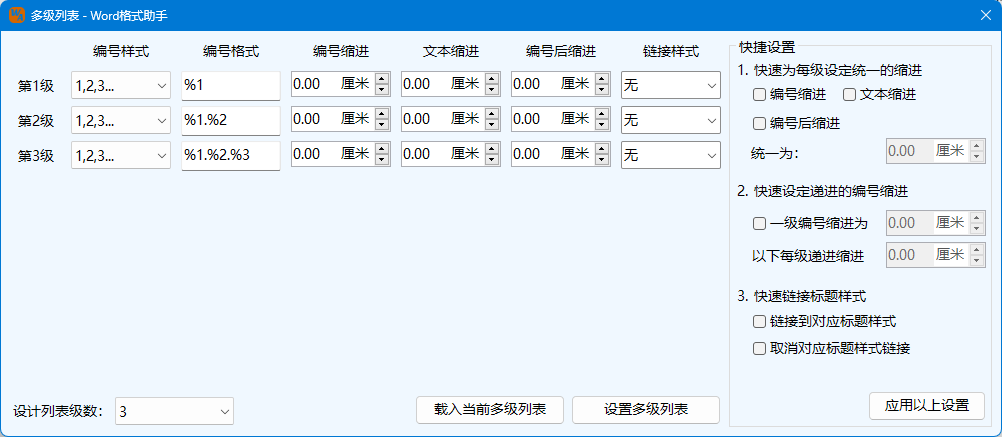 多级列表 - Word格式助手
编号样式 编号格式 编号缩进 文本缩进 编号后缩进 链接样式
第1级 1,2,3... %1 0.00 厘米 0.00 厘米 0.00 厘米 无
第2级 1,2,3... %1.%2 0.00 厘米 0.00 厘米 0.00 厘米 无
第3级 1,2,3... %1.%2.%3 0.00 厘米 0.00 厘米 0.00 厘米 无
设计列表级数: 3
载入当前多级列表
设置多级列表
快捷设置
1. 快速为每级设定统一的缩进
编号缩进 文本缩进
编号后缩进
统一为: 0.00 厘米
2. 快速设定递进的编号缩进
一级编号缩进为 0.00 厘米
以下每级递进缩进 0.00 厘米
3. 快速链接标题样式
链接到对应标题样式
取消对应标题样式链接
应用以上设置